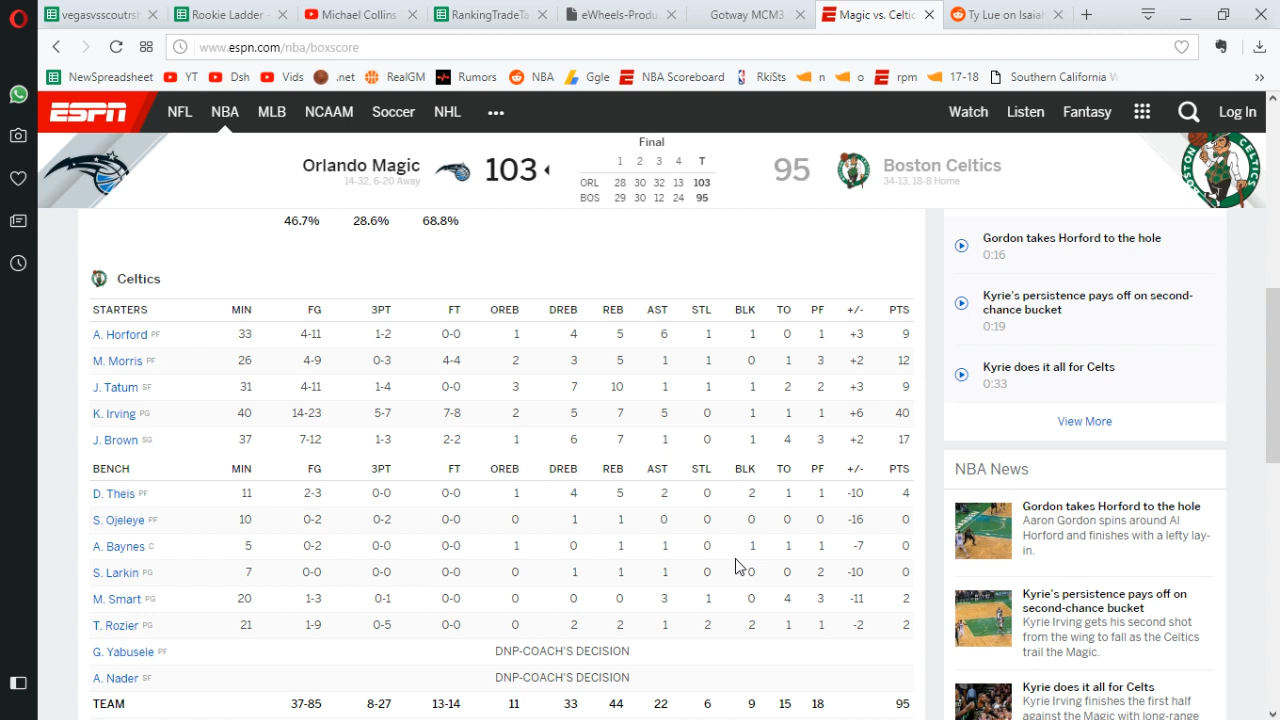 vegasvsscoutsr
Rookie Ladder -
Michael Collins
RankingTradeTa
eWheels-Produ
Gotway MCM3
Magic vs. Celtic
Ty Lue on Isaiah
www.espn.com/nba/boxscore
NewSpreadsheet YT Dsh Vids .net RealGM Rumors NBA Ggle NBA Scoreboard RkiSts n o rpm 17-18 Southern California W
ESPN NFL NBA MLB NCAAM Soccer NHL ••• Watch Listen Fantasy Log In
Final
Orlando Magic 103 1 2 3 4 T 95 Boston Celtics
14-32, 6-20 Away ORL 28 30 32 13 103 34-13, 18-8 Home
BOS 29 30 12 24 95
46.7% 28.6% 68.8%
Celtics
STARTERS MIN FG 3PT FT OREB DREB REB AST STL BLK TO PF +/- PTS
A. Horford PF 33 4-11 1-2 0-0 1 4 5 6 1 1 0 1 +3 9
M. Morris PF 26 4-9 0-3 4-4 2 3 5 1 1 0 1 3 +2 12
J. Tatum SF 31 4-11 1-4 0-0 3 7 10 1 1 1 2 2 +3 9
K. Irving PG 40 14-23 5-7 7-8 2 5 7 5 0 1 1 1 +6 40
J. Brown SG 37 7-12 1-3 2-2 1 6 7 1 0 1 4 3 +2 17
BENCH MIN FG 3PT FT OREB DREB REB AST STL BLK TO PF +/- PTS
D. Theis PF 11 2-3 0-0 0-0 1 4 5 2 0 2 1 1 -10 4
S. Ojeleye PF 10 0-2 0-2 0-0 0 1 1 0 0 0 0 0 -16 0
A. Baynes C 5 0-2 0-0 0-0 1 0 1 1 0 1 1 1 -7 0
S. Larkin PG 7 0-0 0-0 0-0 0 1 1 1 0 0 0 2 -10 0
M. Smart PG 20 1-3 0-1 0-0 0 0 0 3 1 0 4 3 -11 2
T. Rozier PG 21 1-9 0-5 0-0 0 2 2 1 2 2 1 1 -2 2
G. Yabusele PF DNP-COACH'S DECISION
A. Nader SF DNP-COACH'S DECISION
TEAM 37-85 8-27 13-14 11 33 44 22 6 9 15 18 95
Gordon takes Horford to the hole
0:16
Kyrie's persistence pays off on second-
chance bucket
0:19
Kyrie does it all for Celts
0:33
View More
NBA News
Gordon takes Horford to the hole
Aaron Gordon spins around Al
Horford and finishes with a lefty lay-
in.
Kyrie's persistence pays off on
second-chance bucket
Kyrie Irving gets his second shot
from the wing to fall as the Celtics
trail the Magic.
Kyrie does it all for Celts
Kyrie Irving finishes the first half
against the Magic with long-range